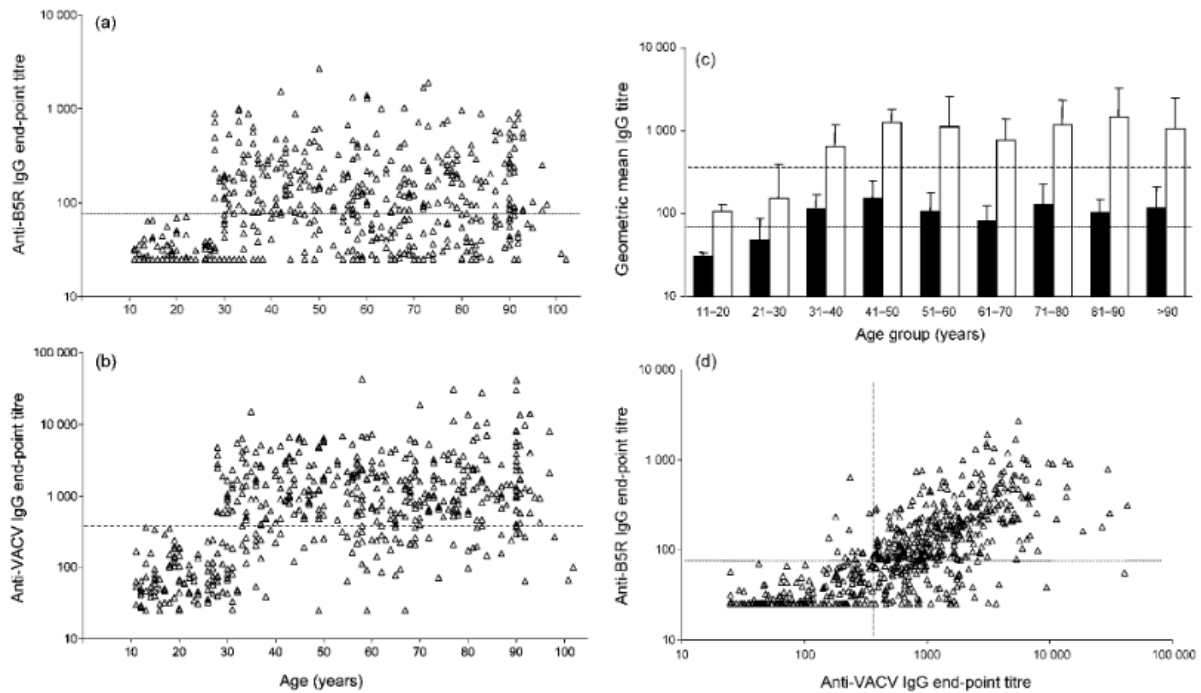 (a)
10 000
1 000
100
10
Anti-B5R IgG end-point titre
10 20 30 40 50 60 70 80 90 100
(b)
100 000
10 000
1 000
100
10
Anti-VACV IgG end-point titre
10 20 30 40 50 60 70 80 90 100
Age (years)
(c)
10 000
1 000
100
10
Geometric mean IgG titre
11–20 21–30 31–40 41–50 51–60 61–70 71–80 81–90 >90
Age group (years)
(d)
10 000
1 000
100
10
Anti-B5R IgG end-point titre
10 100 1000 10 000 100 000
Anti-VACV IgG end-point titre